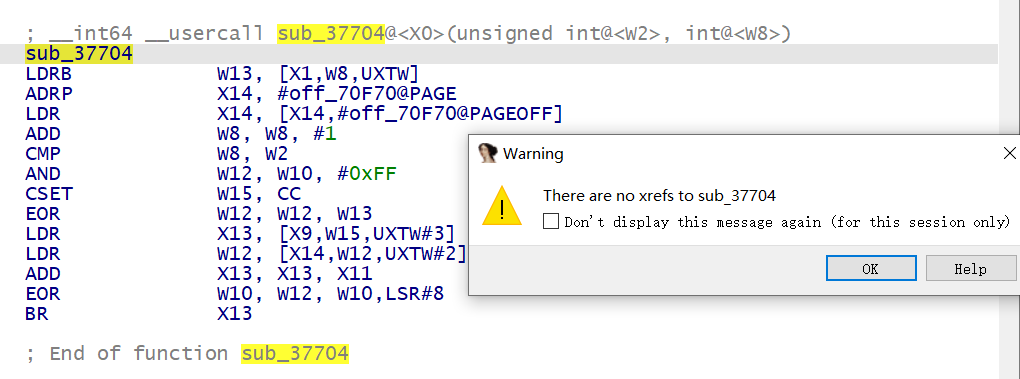 ; __int64 __usercall sub_37704@<X0>(unsigned int@<W2>, int@<W8>)
sub_37704
LDRB W13, [X1,W8,UXTW]
ADRP X14, #off_70F70@PAGE
LDR X14, [X14,#off_70F70@PAGEOFF]
ADD W8, W8, #1
CMP W8, W2
AND W12, W10, #0xFF
CSET W15, CC
EOR W12, W12, W13
LDR X13, [X9,W15,UXTW#3]
LDR W12, [X14,W12,UXTW#2]
ADD X13, X13, X11
EOR W10, W12, W10,LSR#8
BR X13
; End of function sub_37704
Warning
There are no xrefs to sub_37704
Don't display this message again (for this session only)
OK Help